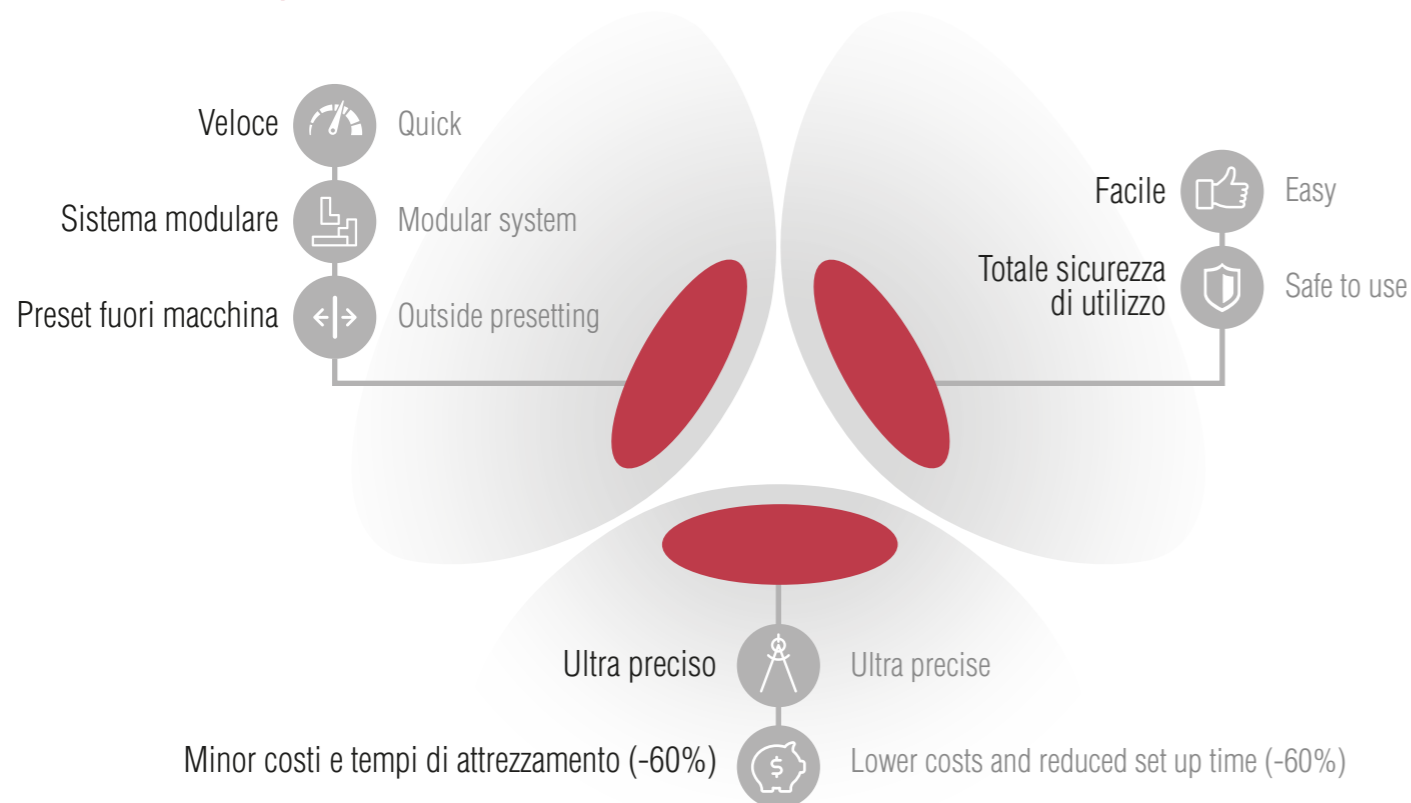 Veloce Quick
Sistema modulare Modular system
Preset fuori macchina Outside presetting
Facile Easy
Totale sicurezza
di utilizzo Safe to use
Ultra preciso Ultra precise
Minor costi e tempi di attrezzamento (-60%) $ Lower costs and reduced set up time (-60%)